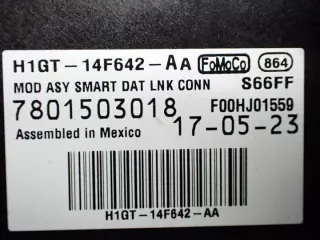 H1GT-14F642-AA FoMoCo 864
MOD ASY SMART DAT LNK CONN S66FF
7801503018 F00HJ01559
Assembled in Mexico 17-05-23
H1GT-14F642-AA